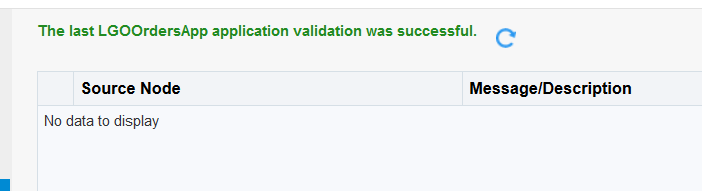 The last LGOOrdersApp application validation was successful.
Source Node
Message/Description
No data to display